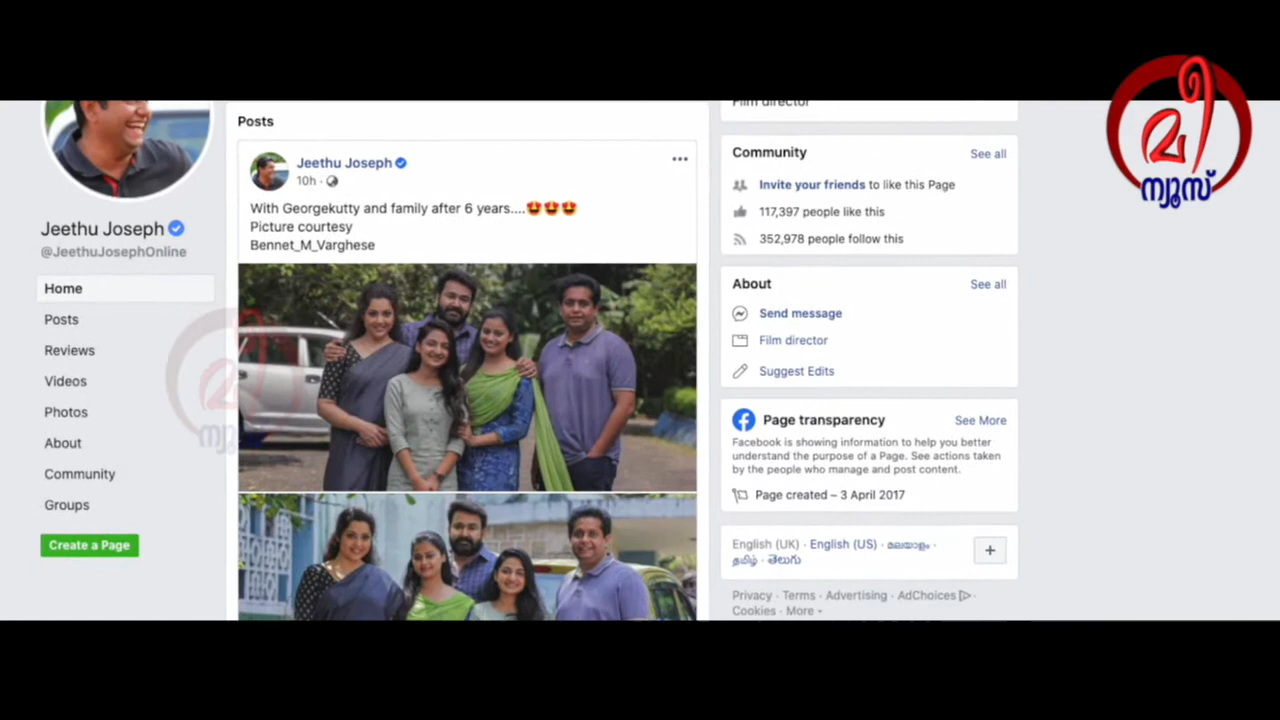 Jeethu Joseph
@JeethuJosephOnline
Home
Posts
Reviews
Videos
Photos
About
Community
Groups
Create a Page
Posts
Jeethu Joseph
10h ·
With Georgekutty and family after 6 years....😍😍😍
Picture courtesy
Bennet_M_Varghese
Film director
Community
See all
Invite your friends to like this Page
117,397 people like this
352,978 people follow this
About
See all
Send message
Film director
Suggest Edits
Page transparency
See More
Facebook is showing information to help you better
understand the purpose of a Page. See actions taken
by the people who manage and post content.
Page created – 3 April 2017
English (UK) · English (US) · മലയാളം ·
தமிழ் · తెలుగు
Privacy · Terms · Advertising · AdChoices ·
Cookies · More
മീ
ന്യൂസ്